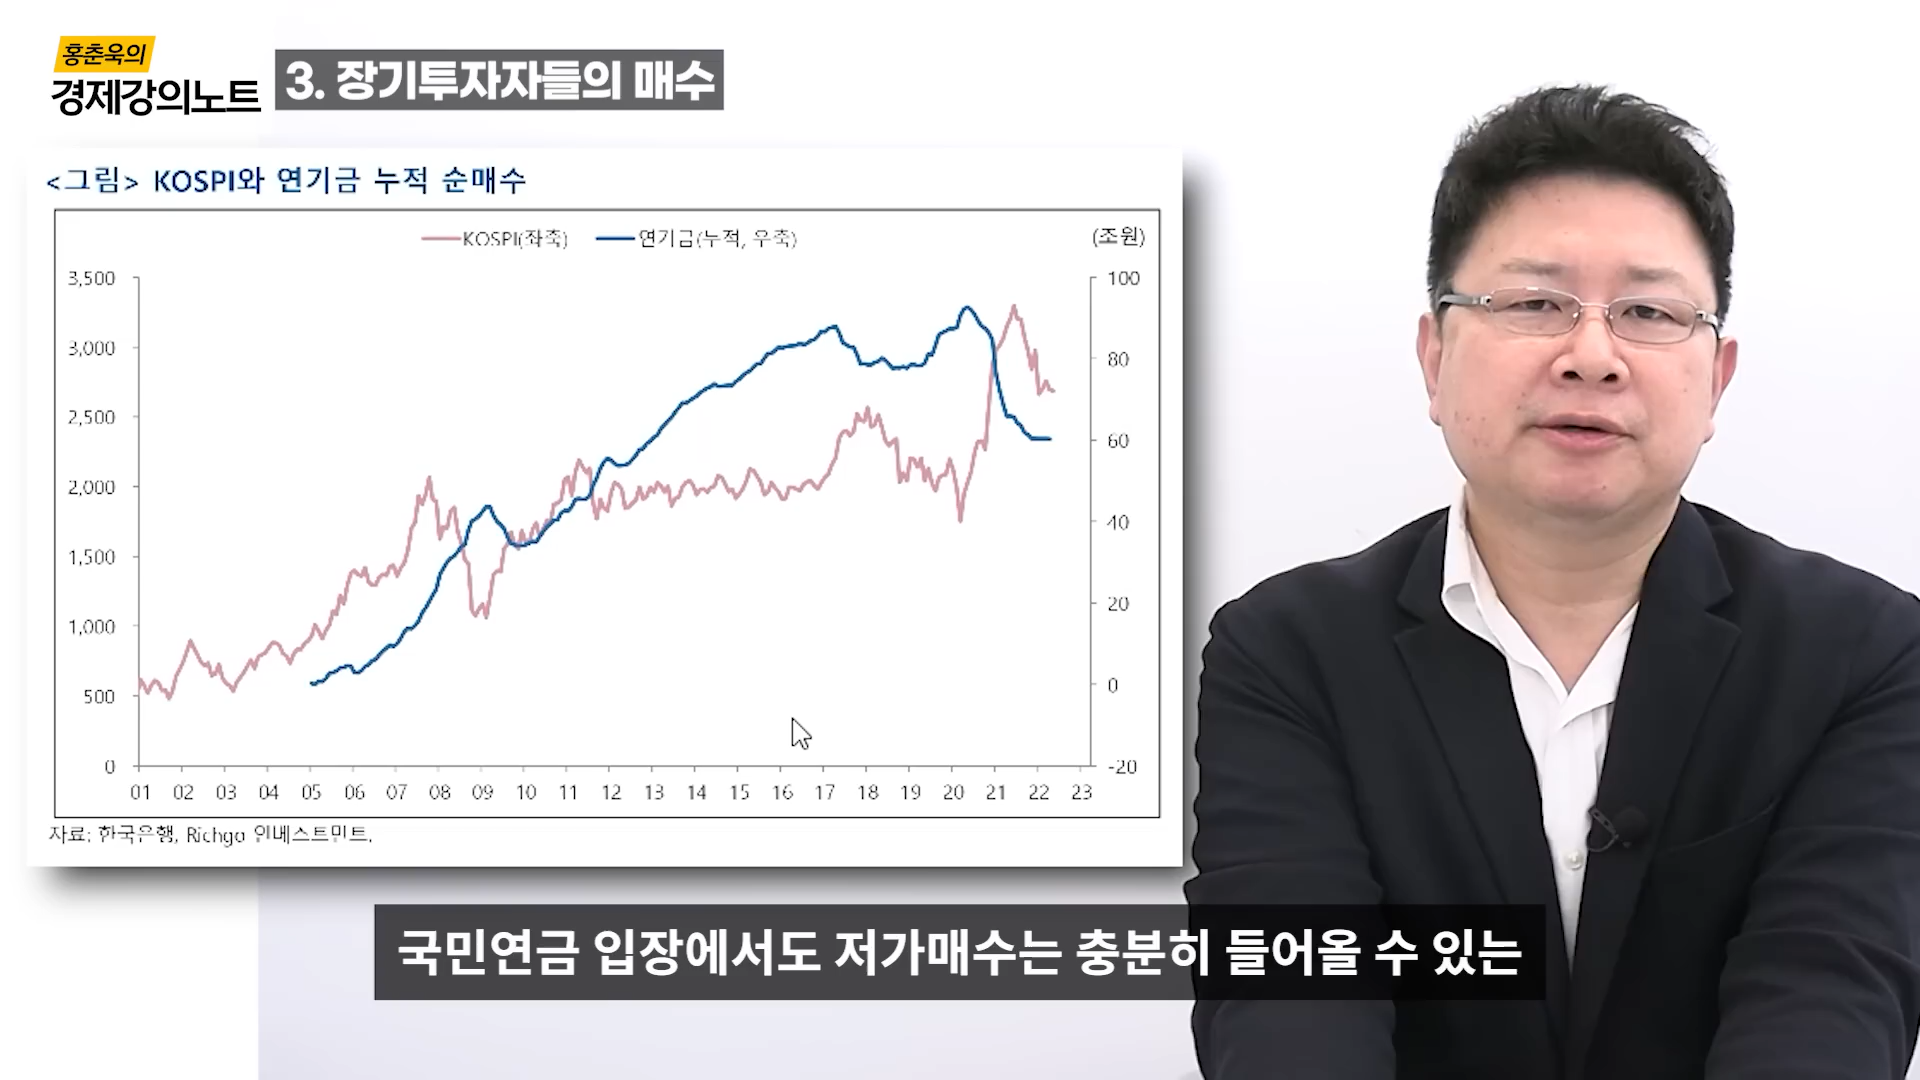 홍춘욱의
경제강의노트
3. 장기투자자들의 매수
<그림> KOSPI와 연기금 누적 순매수
KOSPI(좌축) 연기금(누적, 우축) (조원)
3,500 100
3,000 80
2,500 60
2,000 40
1,500 20
1,000 0
500 -20
0
01 02 03 04 05 06 07 08 09 10 11 12 13 14 15 16 17 18 19 20 21 22 23
자료: 한국은행, Richgo 인베스트먼트.
국민연금 입장에서도 저가매수는 충분히 들어올 수 있는